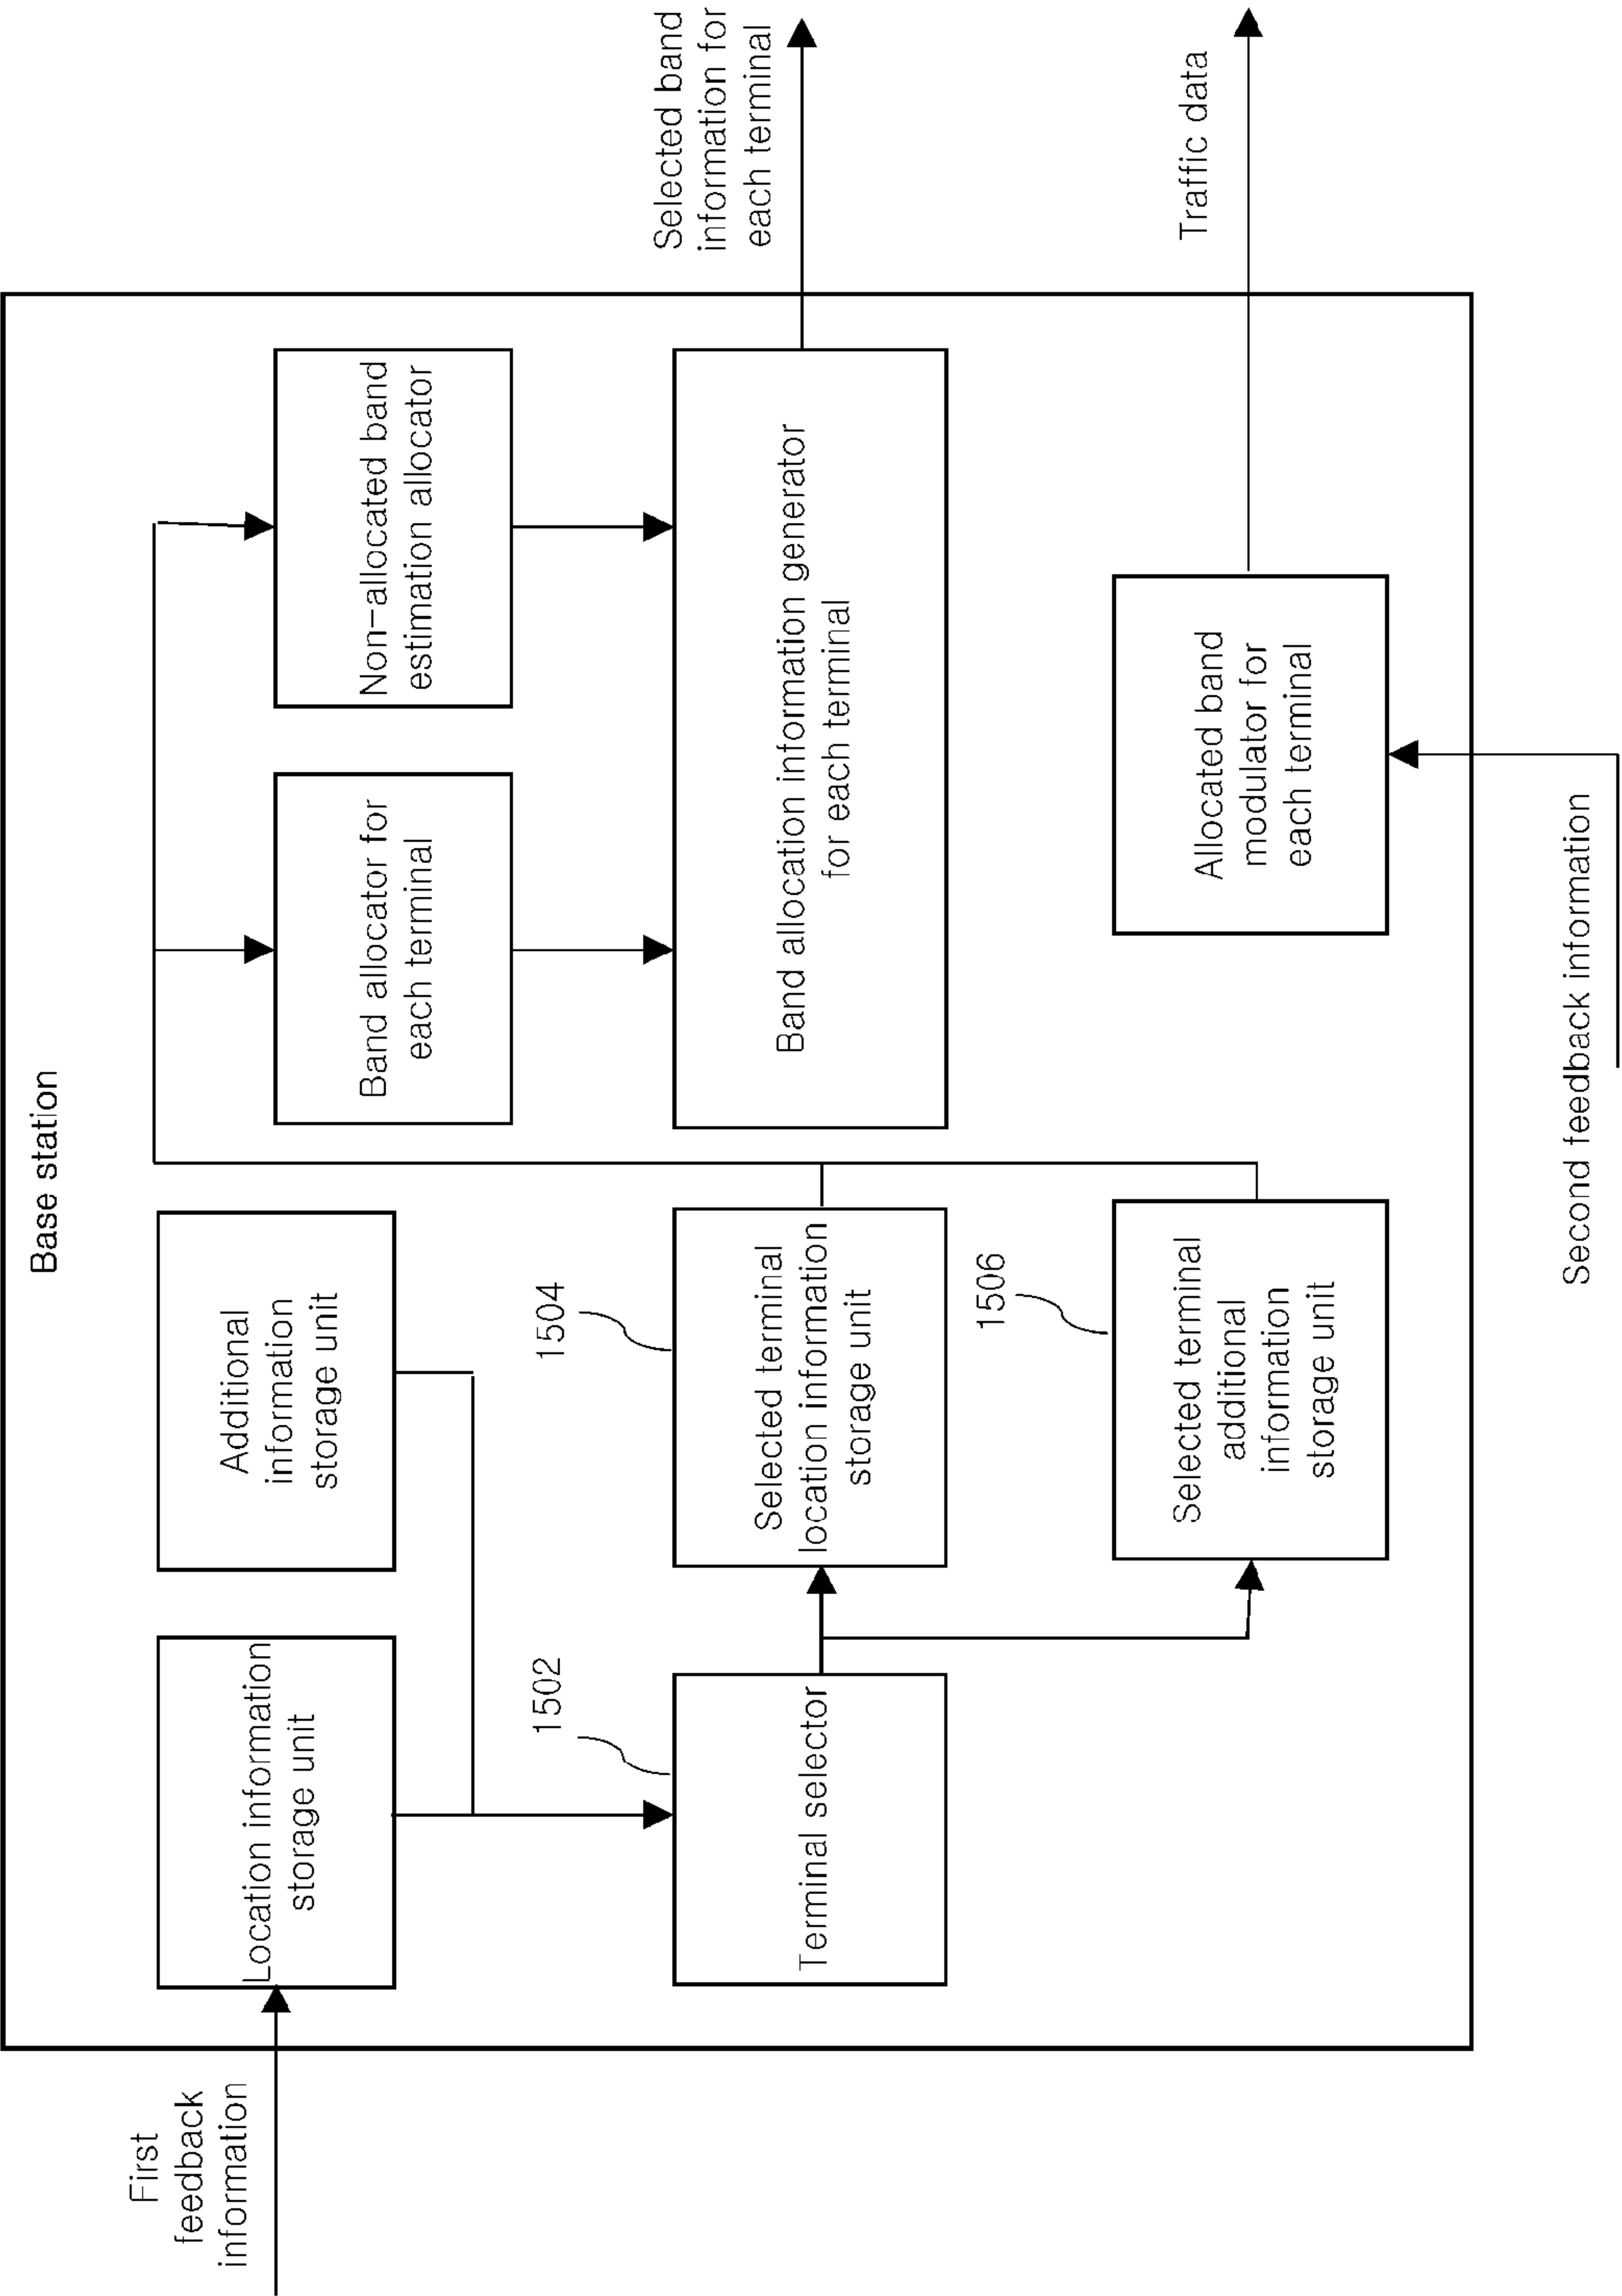 Base station
First
feedback
information
Location information
storage unit
Additional
information
storage unit
Band allocator for
each terminal
Non-allocated band
estimation allocator
1502
Terminal selector
1504
Selected terminal
location information
storage unit
Band allocation information generator
for each terminal
Selected band
information for
each terminal
1506
Selected terminal
additional
information
storage unit
Allocated band
modulator for
each terminal
Traffic data
Second feedback information